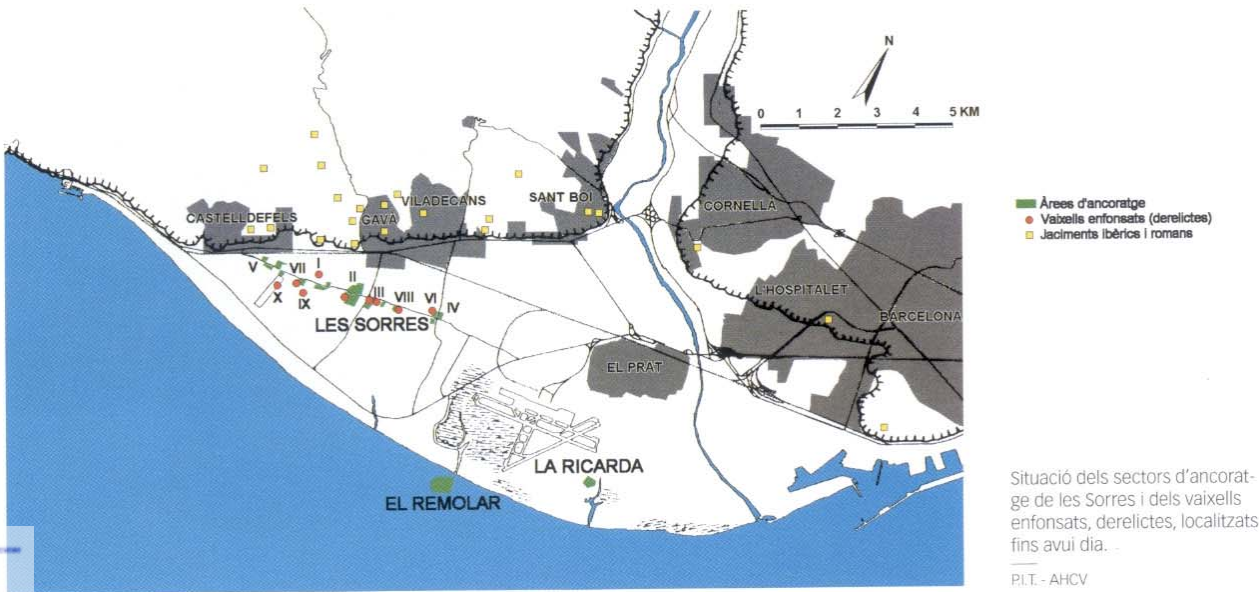 N
0 1 2 3 4 5 KM
Àrees d'ancoratge
Vaixells enfonsats (derelictes)
Jaciments ibèrics i romans
CASTELLDEFELS
GAVÀ
VILADECANS
SANT BOI
CORNELLÀ
L'HOSPITALET
BARCELONA
V
VII
I
II
X
IX
III
VIII
VI
IV
LES SORRES
EL PRAT
LA RICARDA
EL REMOLAR
Situació dels sectors d'ancorat-
ge de les Sorres i dels vaixells
enfonsats, derelictes, localitzats
fins avui dia.
P.I.T. - AHCV